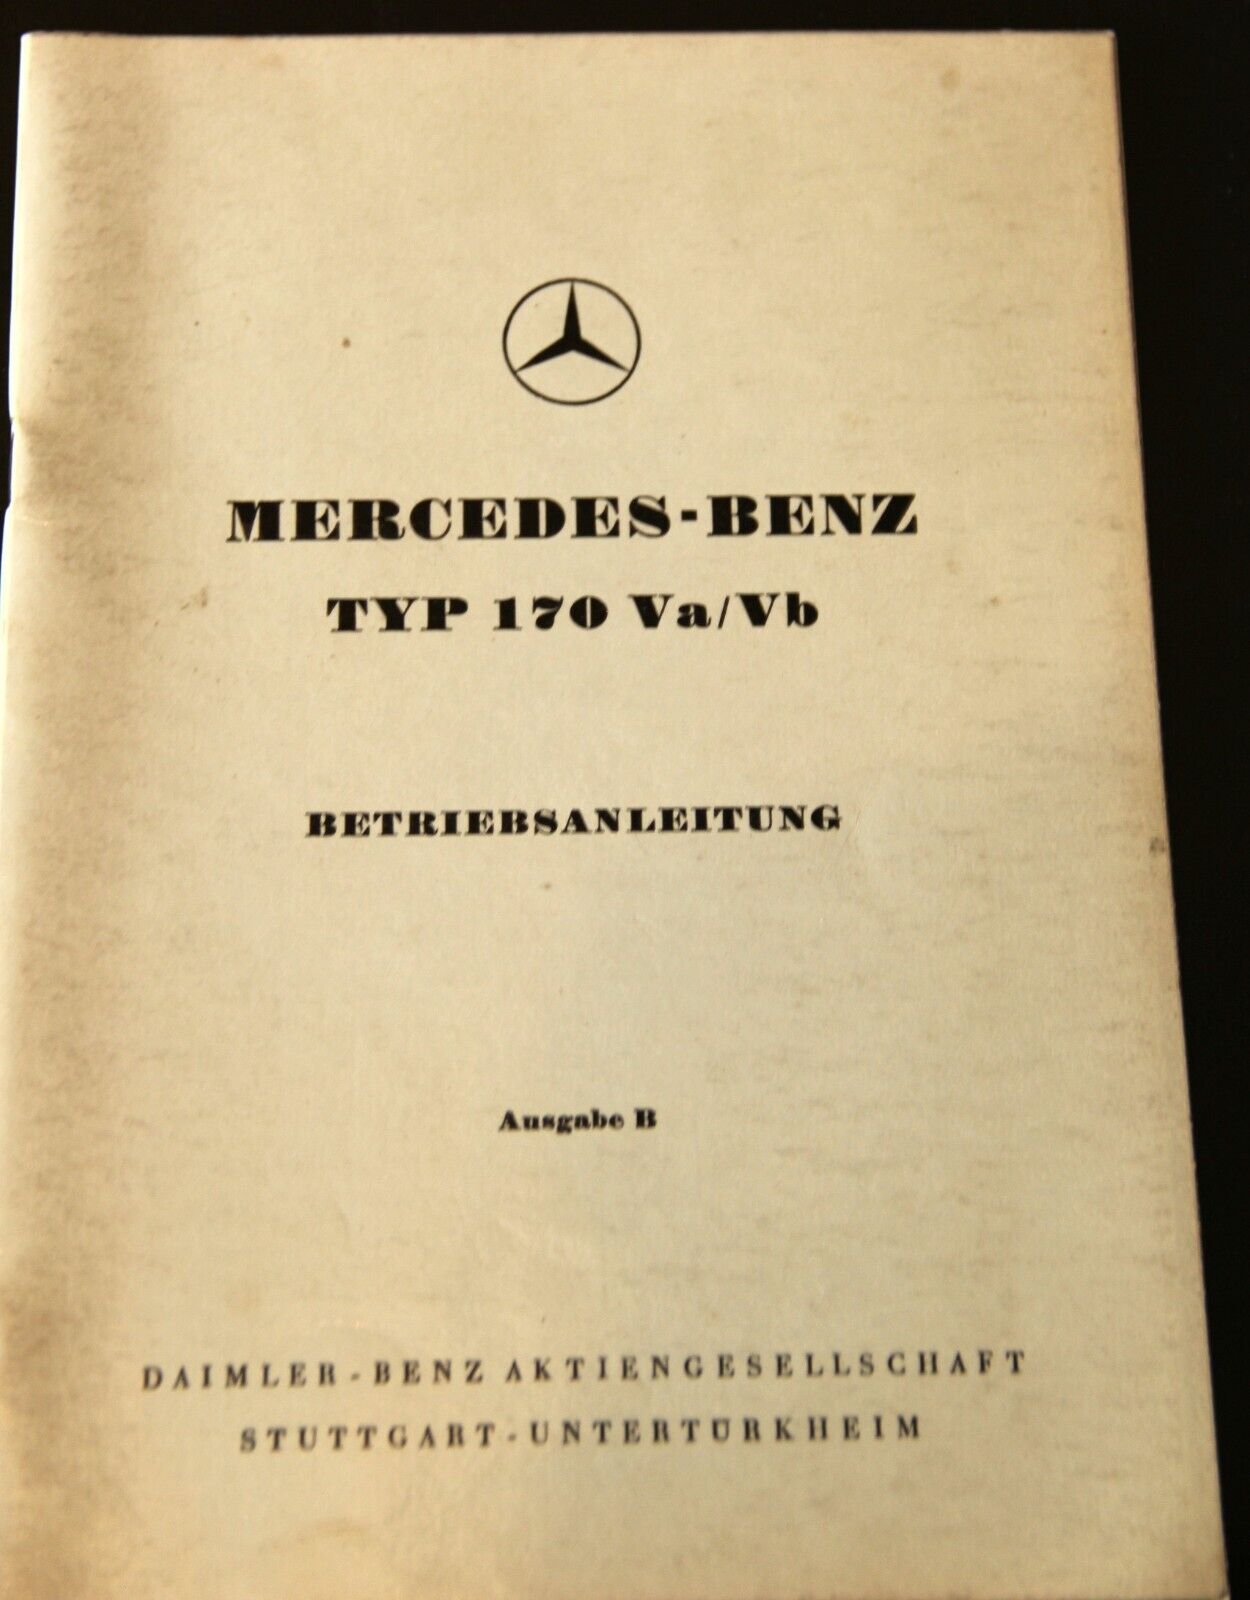 MERCEDES-BENZ
TYP 170 Va/Vb
BETRIEBSANLEITUNG
Ausgabe B
DAIMLER-BENZ AKTIENGESELLSCHAFT
STUTTGART-UNTERTÜRKHEIM